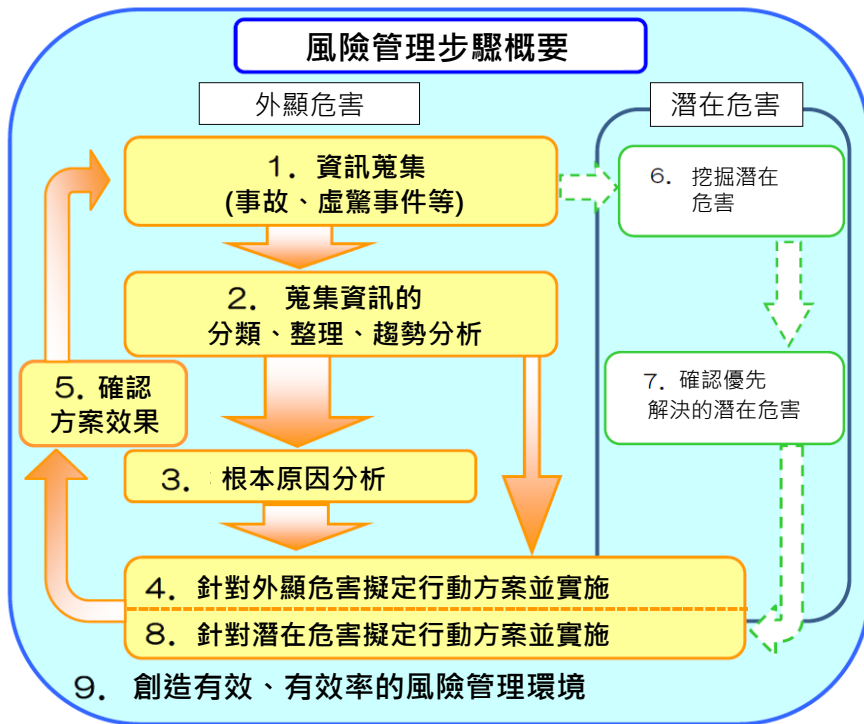 風險管理步驟概要
外顯危害
潛在危害
1. 資訊蒐集
(事故、虛驚事件等)
6. 挖掘潛在
危害
2. 蒐集資訊的
分類、整理、趨勢分析
5. 確認
方案效果
7. 確認優先
解決的潛在危害
3. 根本原因分析
4. 針對外顯危害擬定行動方案並實施
8. 針對潛在危害擬定行動方案並實施
9. 創造有效、有效率的風險管理環境